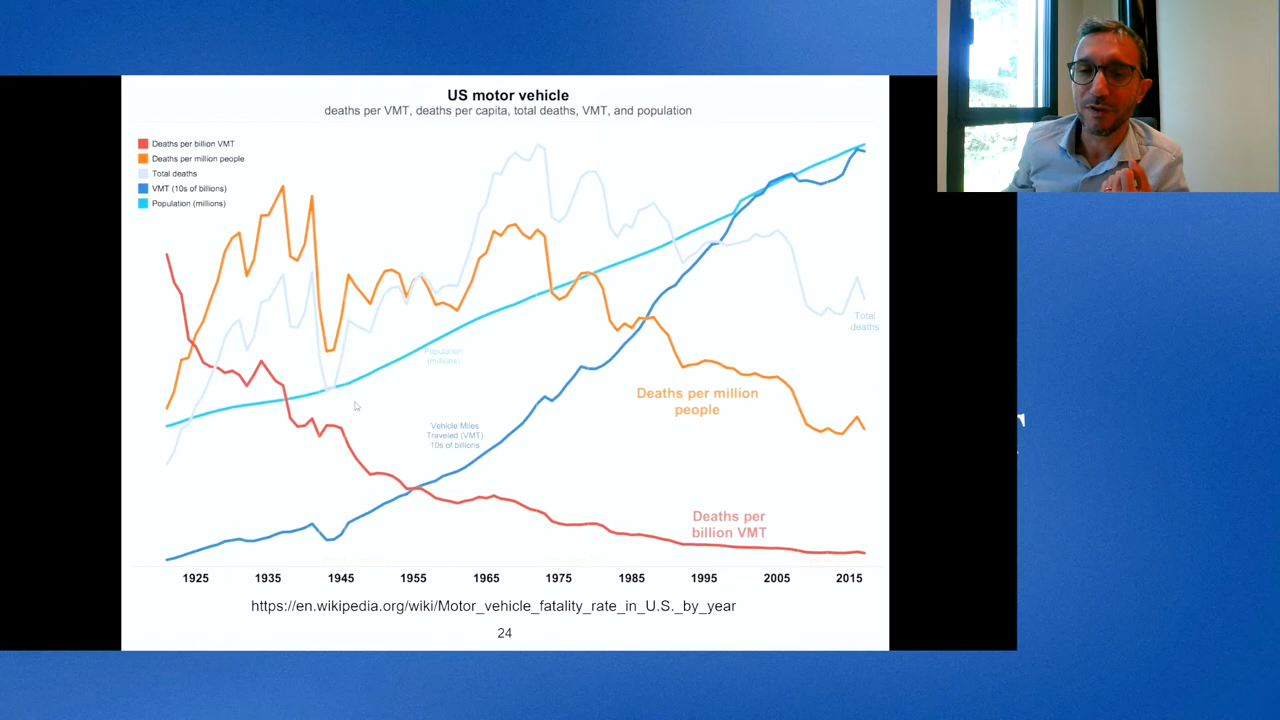 US motor vehicle
deaths per VMT, deaths per capita, total deaths, VMT, and population
Deaths per billion VMT
Deaths per million people
Total deaths
VMT (10s of billions)
Population (millions)
Total
deaths
Population
(millions)
Deaths per million
people
Vehicle Miles
Traveled (VMT)
10s of billions
Deaths per
billion VMT
1925 1935 1945 1955 1965 1975 1985 1995 2005 2015
https://en.wikipedia.org/wiki/Motor_vehicle_fatality_rate_in_U.S._by_year
24